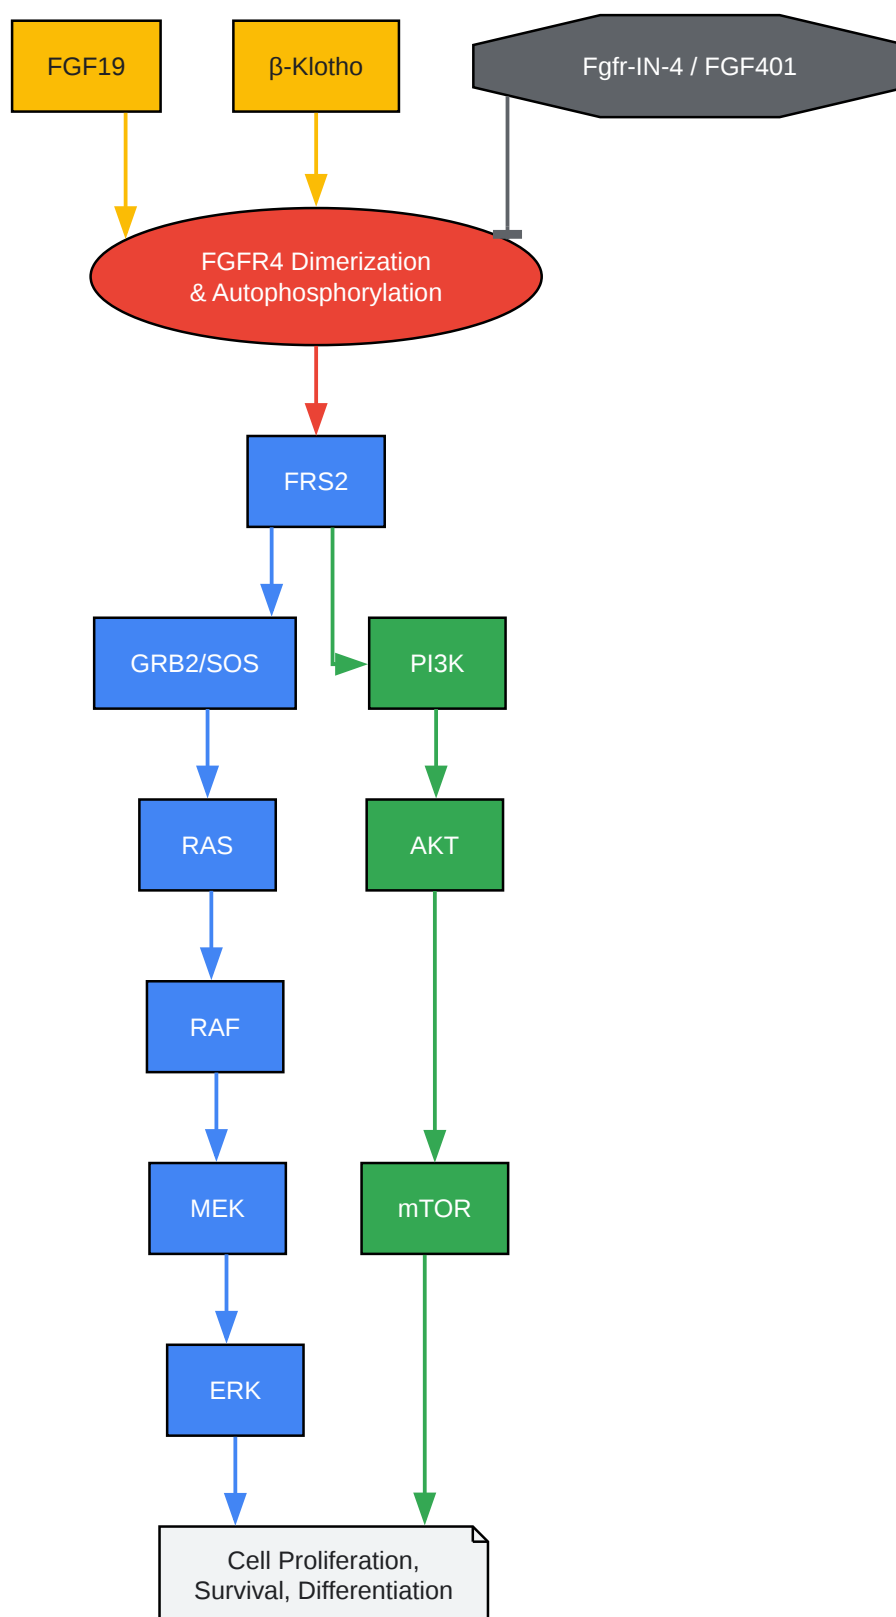 FGF19
β-Klotho
Fgfr-IN-4 / FGF401
FGFR4 Dimerization
& Autophosphorylation
FRS2
GRB2/SOS
PI3K
RAS
AKT
RAF
MEK
mTOR
ERK
Cell Proliferation,
Survival, Differentiation